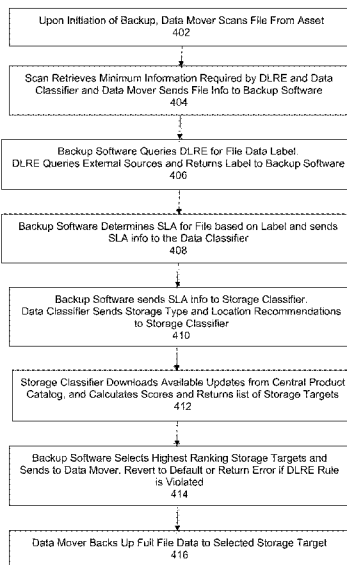 Upon Initiation of Backup, Data Mover Scans File From Asset
402
Scan Retrieves Minimum Information Required by DLRE and Data
Classifier and Data Mover Sends File Info to Backup Software
404
Backup Software Queries DLRE for File Data Label.
DLRE Queries External Sources and Returns Label to Backup Software
406
Backup Software Determines SLA for File based on Label and sends
SLA info to the Data Classifier
408
Backup Software sends SLA info to Storage Classifier.
Data Classifier Sends Storage Type and Location Recommendations
to Storage Classifier
410
Storage Classifier Downloads Available Updates from Central Product
Catalog, and Calculates Scores and Returns list of Storage Targets
412
Backup Software Selects Highest Ranking Storage Targets and
Sends to Data Mover. Revert to Default or Return Error if DLRE Rule
is Violated
414
Data Mover Backs Up Full File Data to Selected Storage Target
416